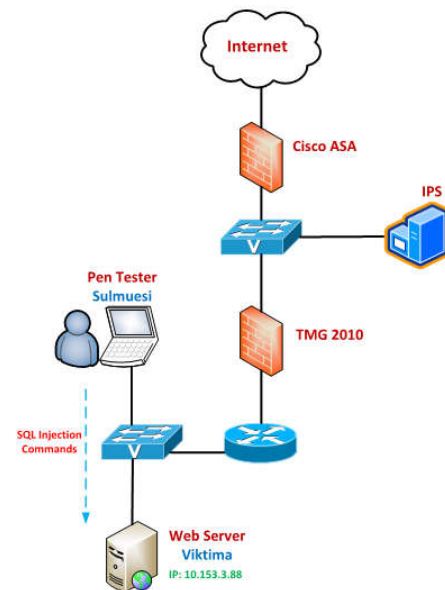 Internet
Cisco ASA
IPS
V
Pen Tester
Sulmuesi
TMG 2010
SQL Injection
Commands
V
Web Server
Viktima
IP: 10.153.3.88